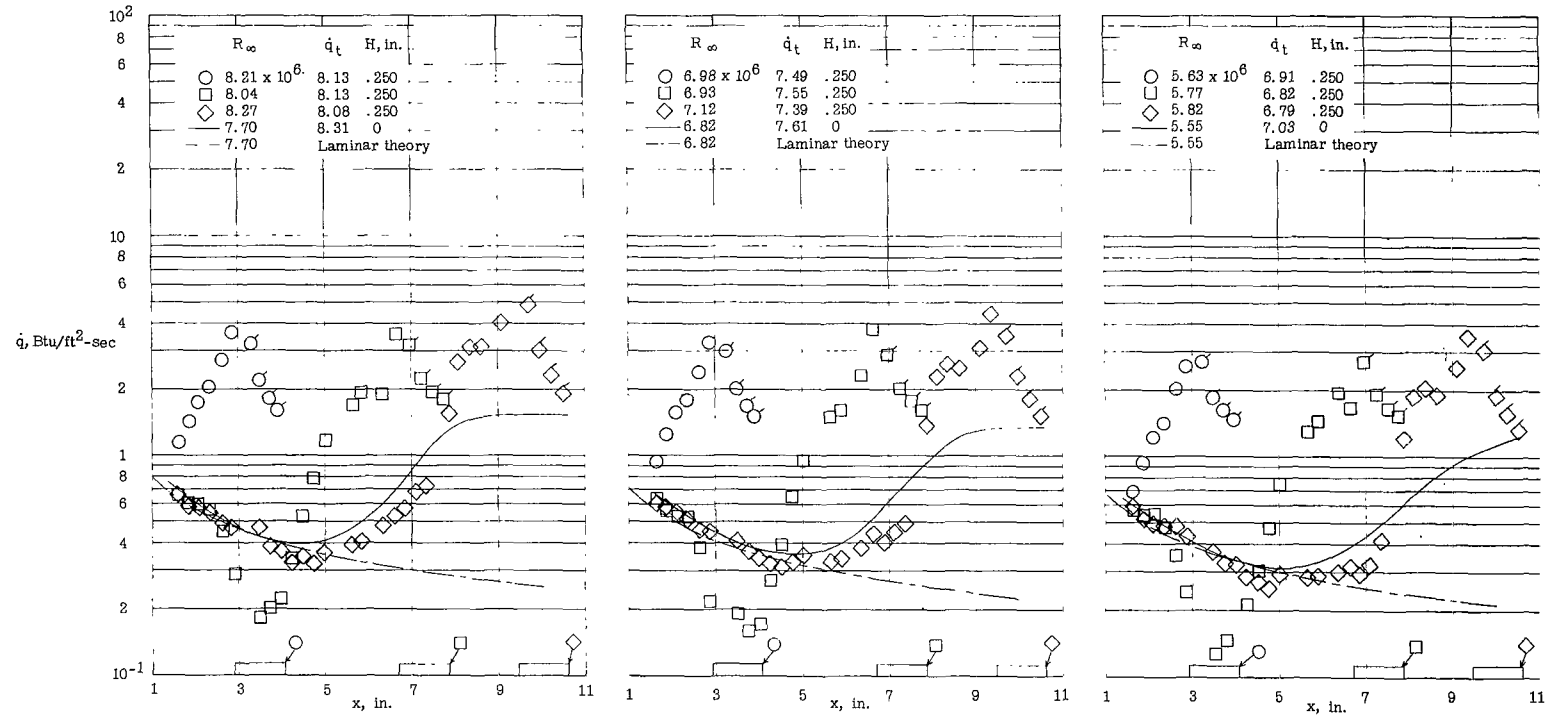 10²
8
6
4
2
10
8
6
4
2
1
8
6
4
2
10⁻¹
q̇, Btu/ft²-sec
R∞ q̇t H, in.
8.21 x 10⁶ 8.13 .250
8.04 8.13 .250
8.27 8.08 .250
7.70 8.31 0
7.70 Laminar theory
1 3 5 7 9 11
x, in.
R∞ q̇t H, in.
6.98 x 10⁶ 7.49 .250
6.93 7.55 .250
7.12 7.39 .250
6.82 7.61 0
6.82 Laminar theory
1 3 5 7 9 11
x, in.
R∞ q̇t H, in.
5.63 x 10⁶ 6.91 .250
5.77 6.82 .250
5.82 6.79 .250
5.55 7.03 0
5.55 Laminar theory
1 3 5 7 9 11
x, in.